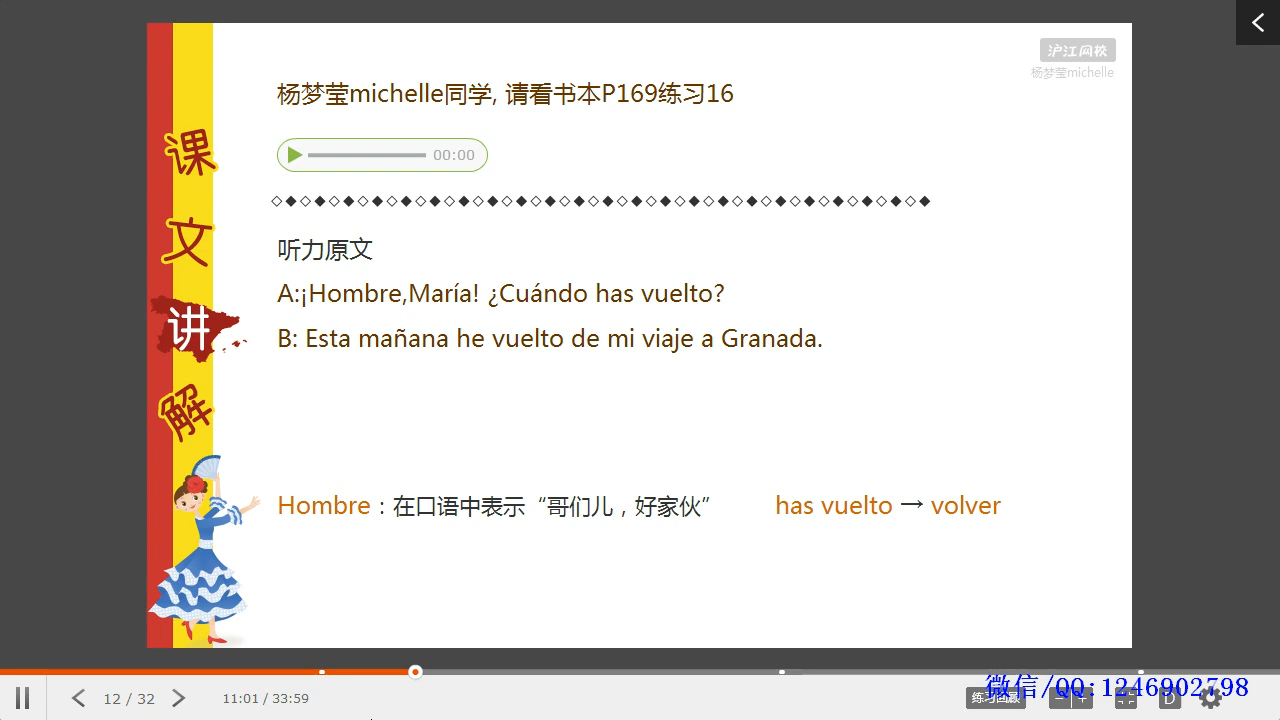 沪江网校
杨梦莹michelle
杨梦莹michelle同学, 请看书本P169练习16
00:00
课
文
讲
解
听力原文
A:¡Hombre,María! ¿Cuándo has vuelto?
B: Esta mañana he vuelto de mi viaje a Granada.
Hombre：在口语中表示“哥们儿，好家伙” has vuelto → volver
12 / 32 11:01 / 33:59 练习回顾 D
微信/QQ:1246902798